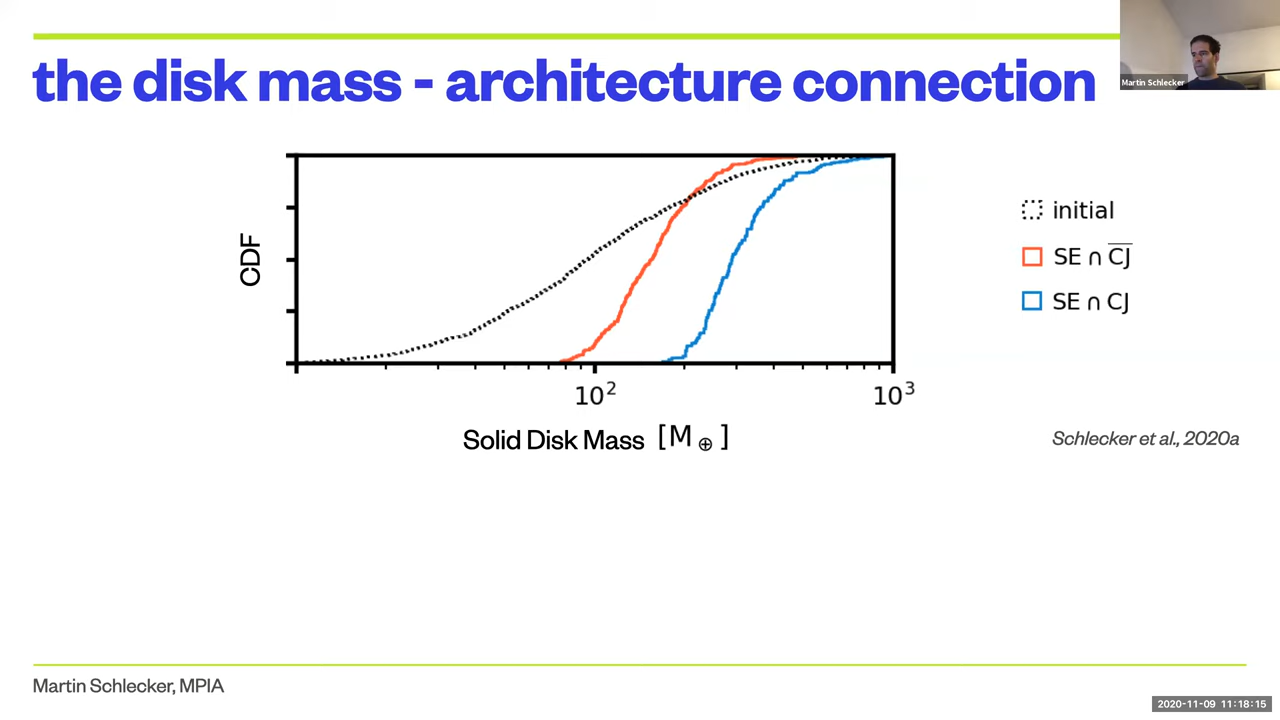 the disk mass - architecture connection
Martin Schlecker
CDF
initial
SE ∩ C̅J̅
SE ∩ CJ
10² 10³
Solid Disk Mass [M⊕]
Schlecker et al., 2020a
Martin Schlecker, MPIA
2020-11-09 11:18:15